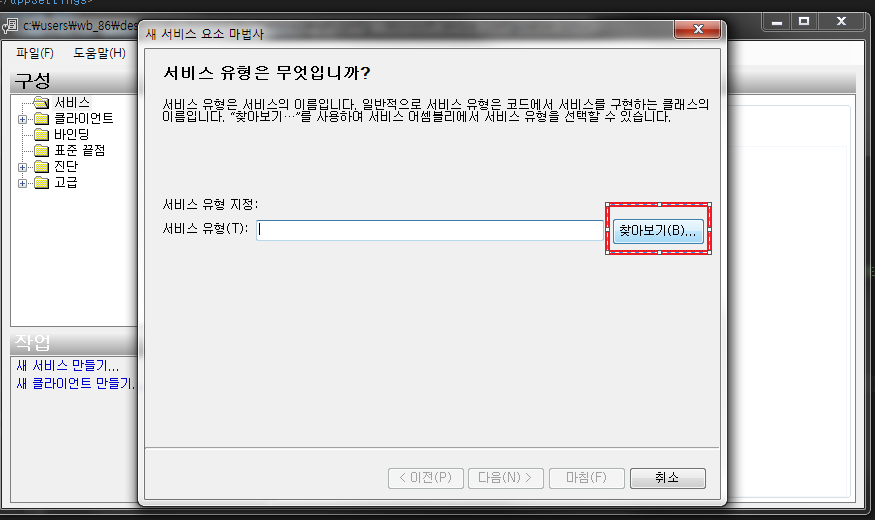 </appSettings>
c:₩users₩wb_86₩des
새 서비스 요소 마법사
파일(F) 도움말(H)
서비스 유형은 무엇입니까?
구성
서비스 유형은 서비스의 이름입니다. 일반적으로 서비스 유형은 코드에서 서비스를 구현하는 클래스의
이름입니다. "찾아보기…"를 사용하여 서비스 어셈블리에서 서비스 유형을 선택할 수 있습니다.
서비스
클라이언트
바인딩
표준 끝점
진단
고급
서비스 유형 지정:
서비스 유형(T):
찾아보기(B)...
작업
새 서비스 만들기...
새 클라이언트 만들기.
< 이전(P) 다음(N) > 마침(F) 취소